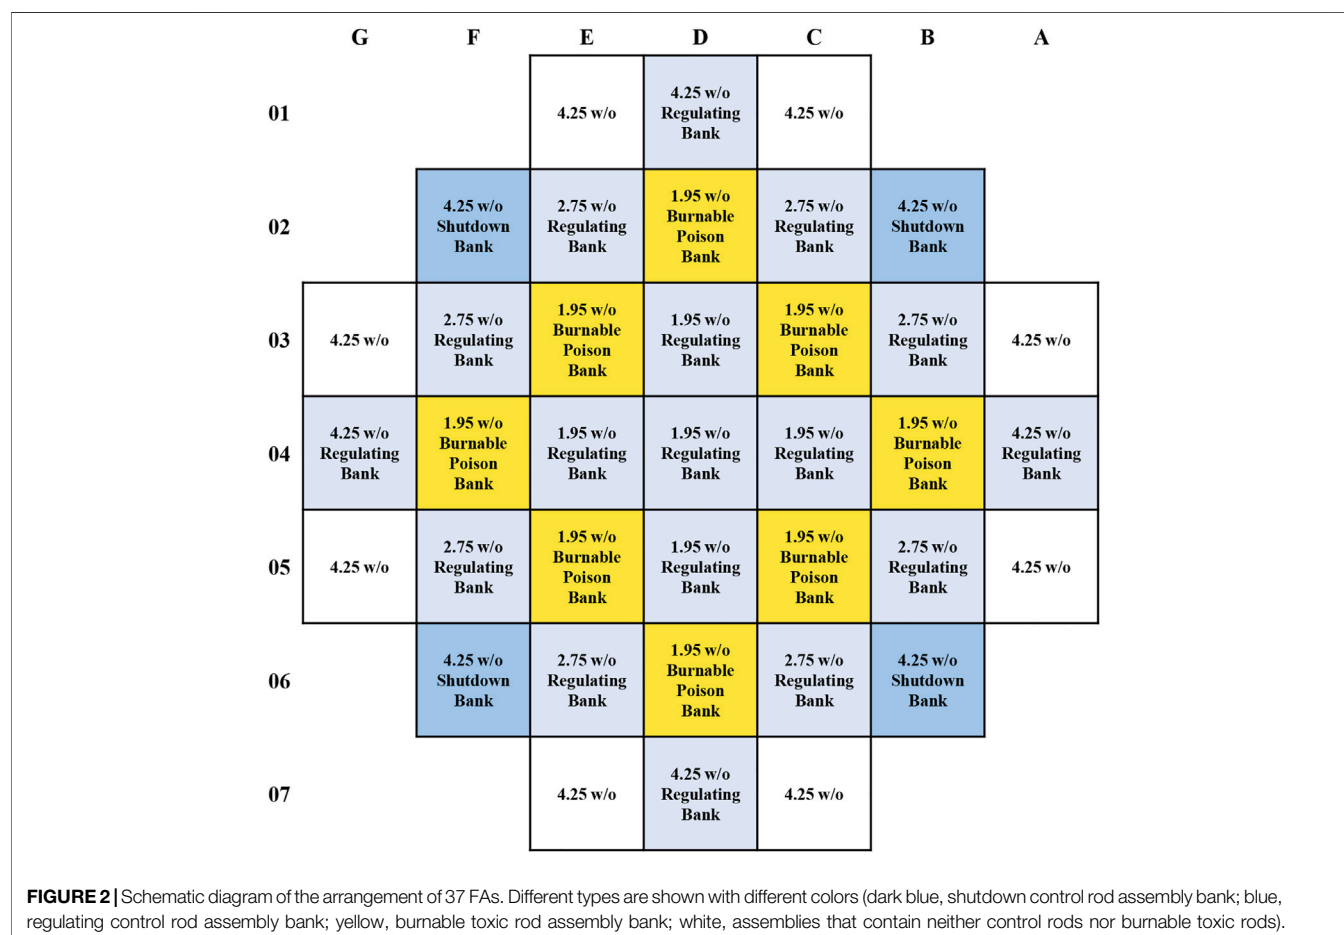 G F E D C B A
01
4.25 w/o
4.25 w/o
Regulating
Bank
4.25 w/o
02
4.25 w/o
Shutdown
Bank
2.75 w/o
Regulating
Bank
1.95 w/o
Burnable
Poison
Bank
2.75 w/o
Regulating
Bank
4.25 w/o
Shutdown
Bank
03
4.25 w/o
2.75 w/o
Regulating
Bank
1.95 w/o
Burnable
Poison
Bank
1.95 w/o
Regulating
Bank
1.95 w/o
Burnable
Poison
Bank
2.75 w/o
Regulating
Bank
4.25 w/o
04
4.25 w/o
Regulating
Bank
1.95 w/o
Burnable
Poison
Bank
1.95 w/o
Regulating
Bank
1.95 w/o
Regulating
Bank
1.95 w/o
Regulating
Bank
1.95 w/o
Burnable
Poison
Bank
4.25 w/o
Regulating
Bank
05
4.25 w/o
2.75 w/o
Regulating
Bank
1.95 w/o
Burnable
Poison
Bank
1.95 w/o
Regulating
Bank
1.95 w/o
Burnable
Poison
Bank
2.75 w/o
Regulating
Bank
4.25 w/o
06
4.25 w/o
Shutdown
Bank
2.75 w/o
Regulating
Bank
1.95 w/o
Burnable
Poison
Bank
2.75 w/o
Regulating
Bank
4.25 w/o
Shutdown
Bank
07
4.25 w/o
4.25 w/o
Regulating
Bank
4.25 w/o
FIGURE 2 | Schematic diagram of the arrangement of 37 FAs. Different types are shown with different colors (dark blue, shutdown control rod assembly bank; blue,
regulating control rod assembly bank; yellow, burnable toxic rod assembly bank; white, assemblies that contain neither control rods nor burnable toxic rods).